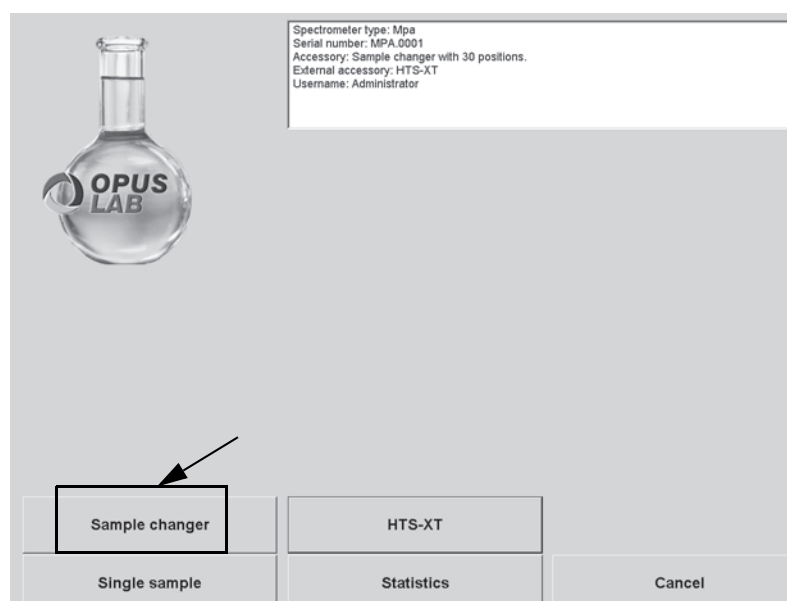 Spectrometer type: Mpa
Serial number: MPA.0001
Accessory: Sample changer with 30 positions.
External accessory: HTS-XT
Username: Administrator
OPUS
LAB
Sample changer
HTS-XT
Single sample
Statistics
Cancel